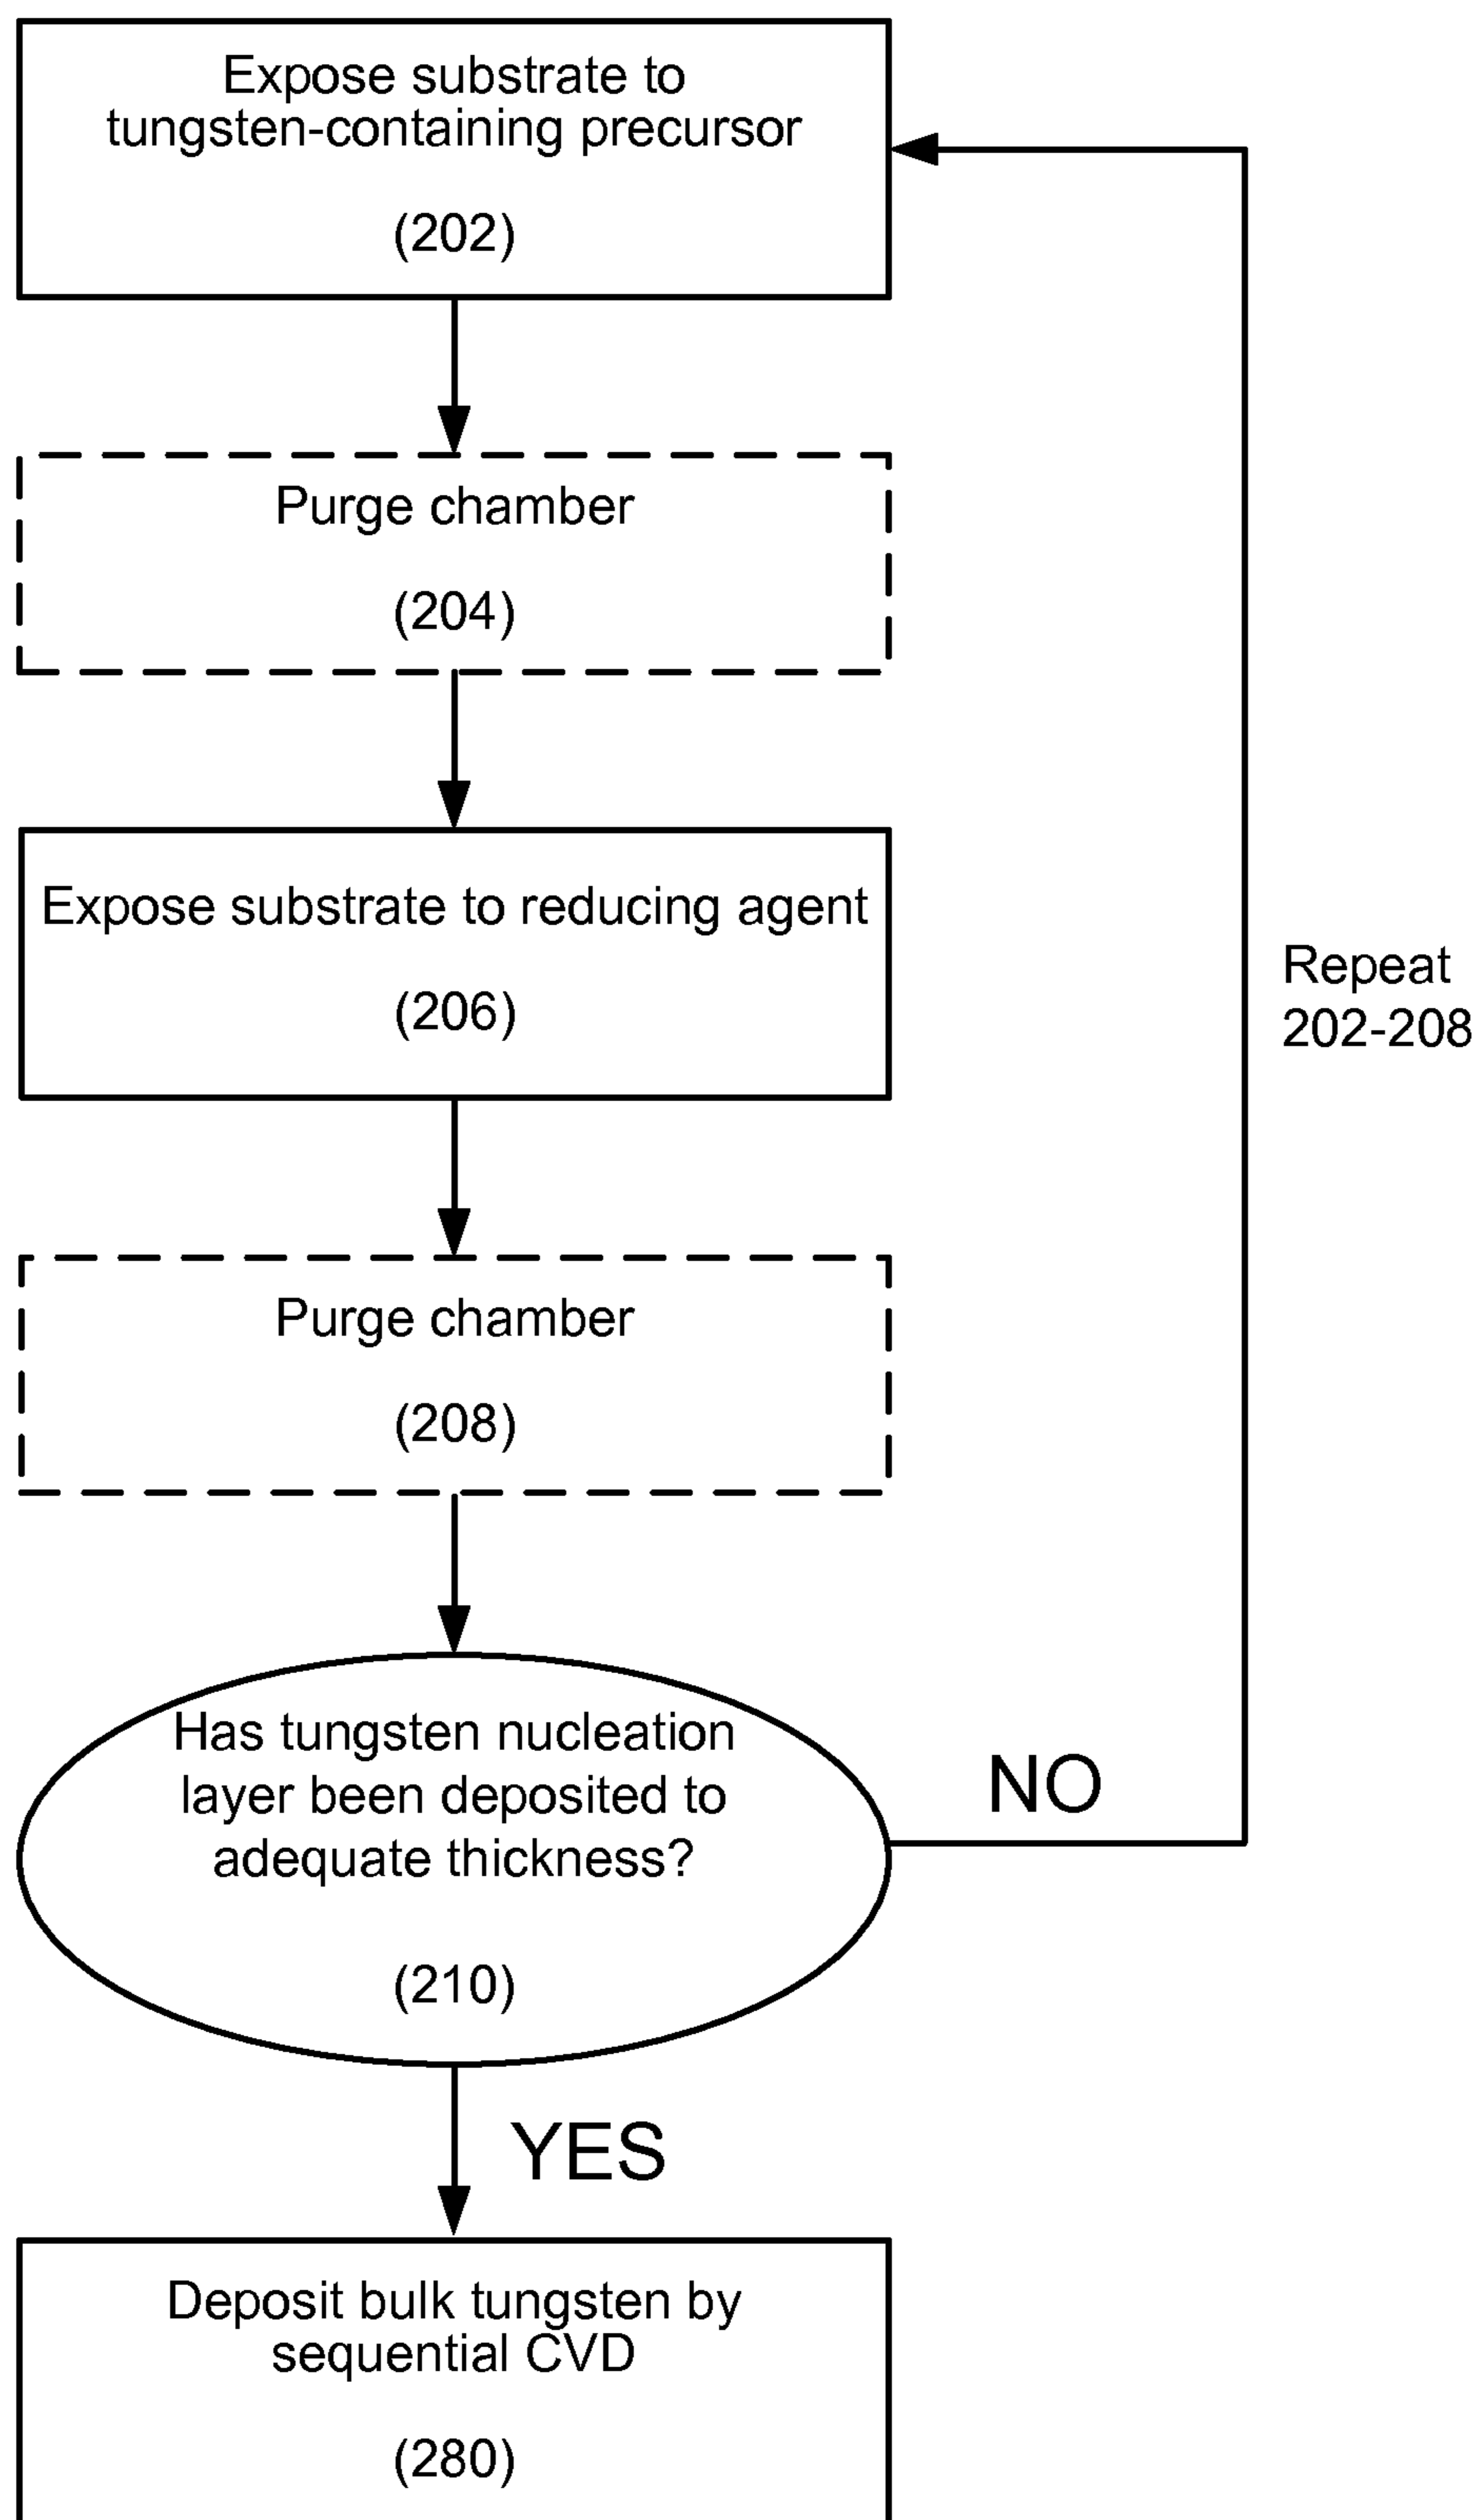 Expose substrate to
tungsten-containing precursor
(202)
Purge chamber
(204)
Expose substrate to reducing agent
(206)
Repeat
202-208
Purge chamber
(208)
Has tungsten nucleation
layer been deposited to
adequate thickness?
(210)
NO
YES
Deposit bulk tungsten by
sequential CVD
(280)